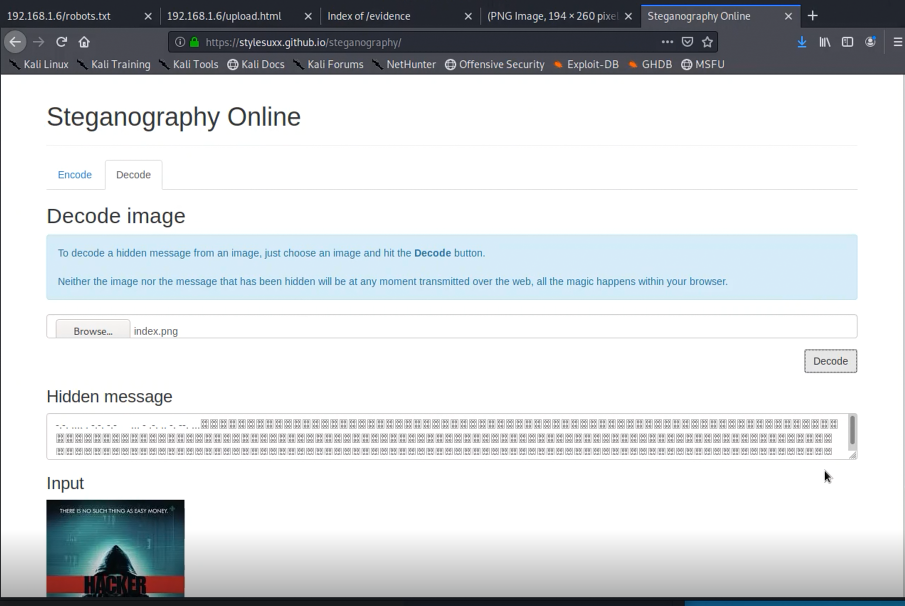 192.168.1.6/robots.txt
192.168.1.6/upload.html
Index of /evidence
(PNG Image, 194 × 260 pixel
Steganography Online
https://stylesuxx.github.io/steganography/
Kali Linux
Kali Training
Kali Tools
Kali Docs
Kali Forums
NetHunter
Offensive Security
Exploit-DB
GHDB
MSFU
Steganography Online
Encode
Decode
Decode image
To decode a hidden message from an image, just choose an image and hit the Decode button.
Neither the image nor the message that has been hidden will be at any moment transmitted over the web, all the magic happens within your browser.
Browse...
index.png
Decode
Hidden message
-.-. .... . -.-. -.- ... - .-. .. -. --. ...
Input
THERE IS NO SUCH THING AS EASY MONEY.
HACKER